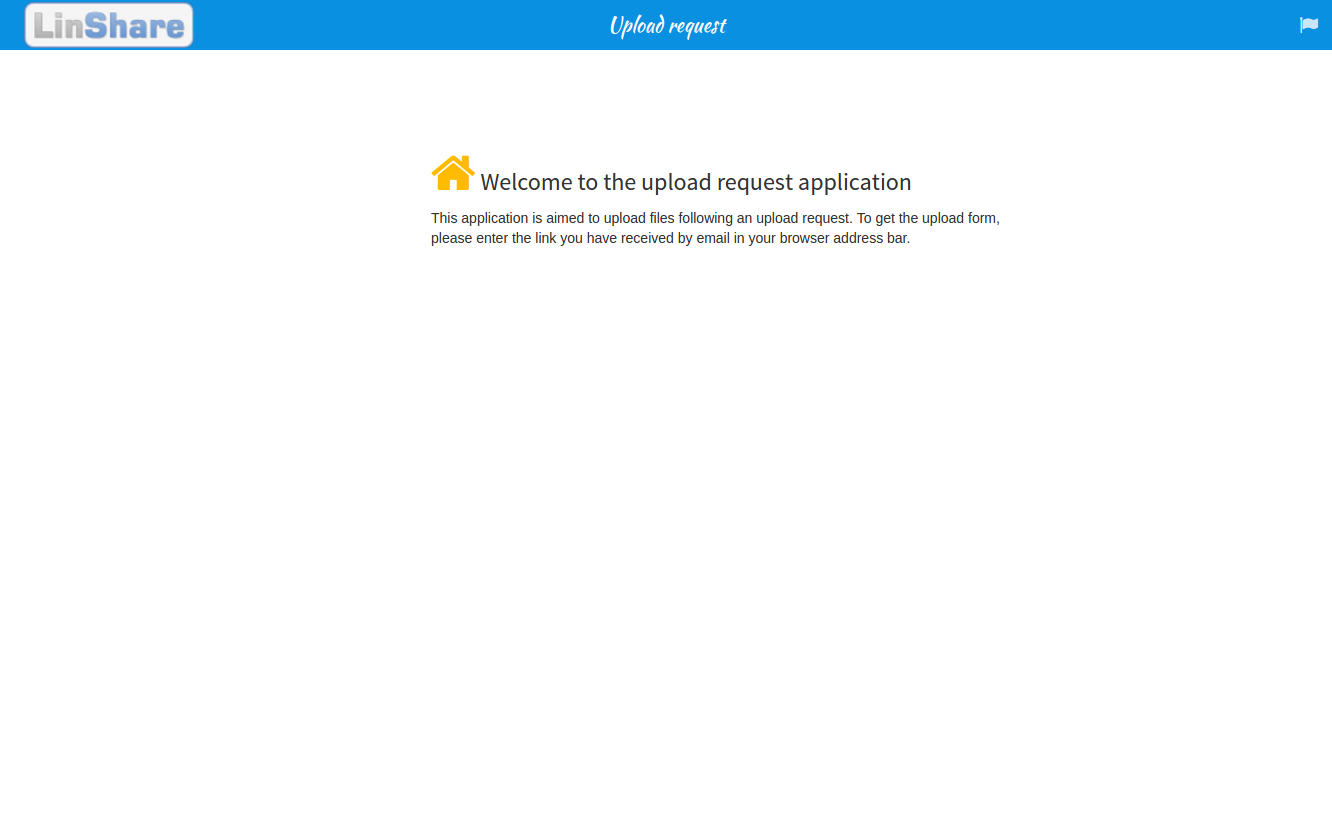 LinShare
Upload request
Welcome to the upload request application
This application is aimed to upload files following an upload request. To get the upload form,
please enter the link you have received by email in your browser address bar.